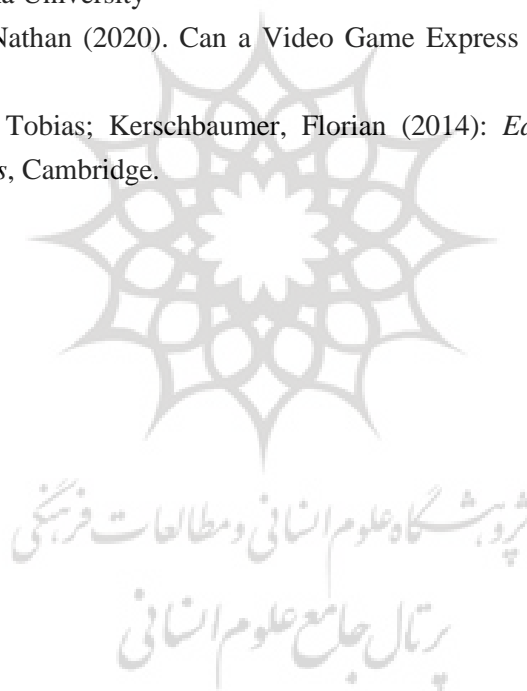 na University
Nathan (2020). Can a Video Game Express
Tobias; Kerschbaumer, Florian (2014): Ed
s, Cambridge.
پژوهشگاه علوم انسانی و مطالعات فرهنگی
پرتال جامع علوم انسانی